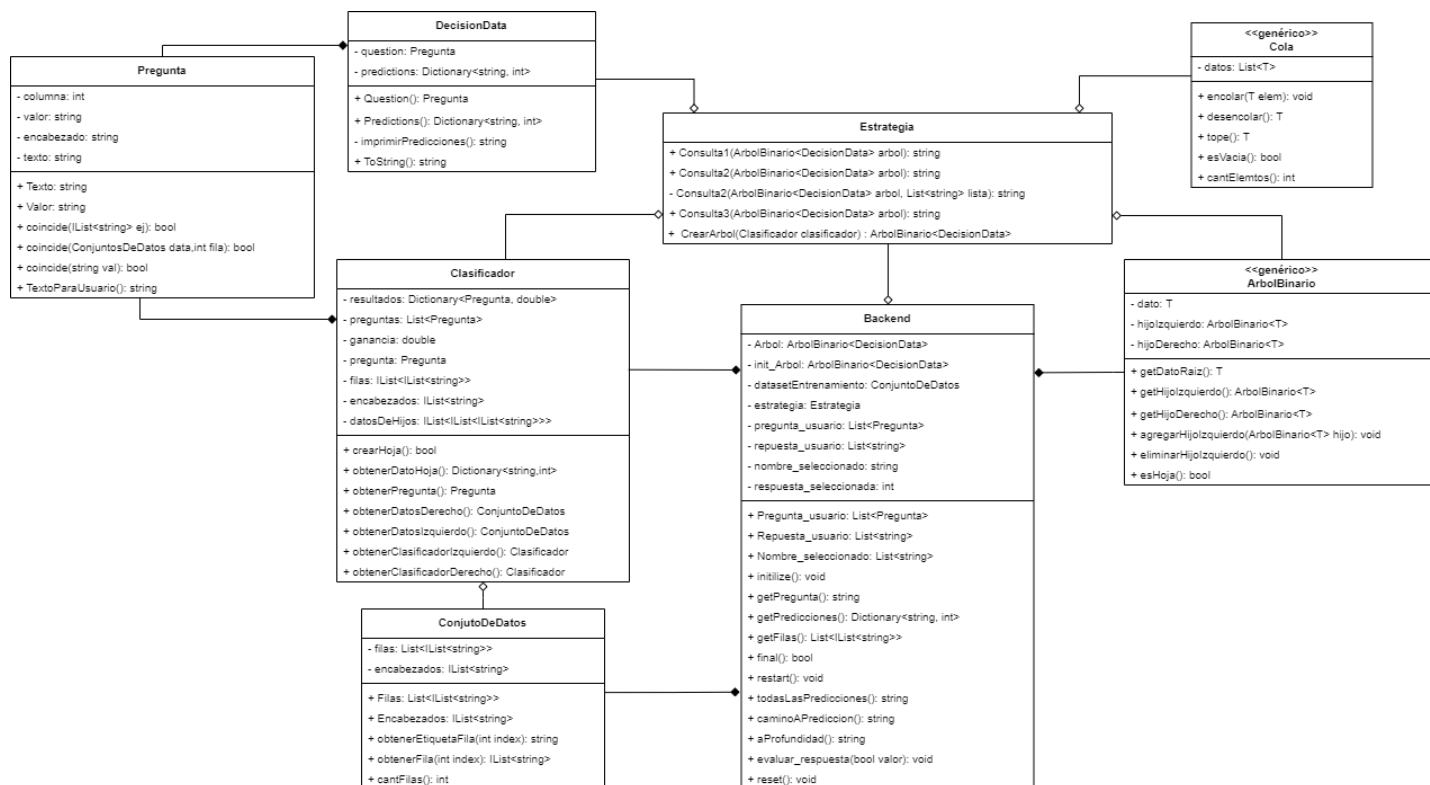 DecisionData
- question: Pregunta
- predictions: Dictionary<string, int>
+ Question(): Pregunta
+ Predictions(): Dictionary<string, int>
- imprimirPredicciones(): string
+ ToString(): string
Pregunta
- columna: int
- valor: string
- encabezado: string
- texto: string
+ Texto: string
+ Valor: string
+ coincide(IList<string> ej): bool
+ coincide(ConjuntosDeDatos data,int fila): bool
+ coincide(string val): bool
+ TextoParaUsuario(): string
<<genérico>>
Cola
- datos: List<T>
+ encolar(T elem): void
+ desencolar(): T
+ tope(): T
+ esVacia(): bool
+ cantElemtos(): int
Estrategia
+ Consulta1(ArbolBinario<DecisionData> arbol): string
+ Consulta2(ArbolBinario<DecisionData> arbol): string
- Consulta2(ArbolBinario<DecisionData> arbol, List<string> lista): string
+ Consulta3(ArbolBinario<DecisionData> arbol): string
+ CrearArbol(Clasificador clasificador) : ArbolBinario<DecisionData>
Clasificador
- resultados: Dictionary<Pregunta, double>
- preguntas: List<Pregunta>
- ganancia: double
- pregunta: Pregunta
- filas: IList<IList<string>>
- encabezados: IList<string>
- datosDeHijos: IList<IList<IList<string>>>
+ crearHoja(): bool
+ obtenerDatoHoja(): Dictionary<string,int>
+ obtenerPregunta(): Pregunta
+ obtenerDatosDerecho(): ConjuntoDeDatos
+ obtenerDatosIzquierdo(): ConjuntoDeDatos
+ obtenerClasificadorIzquierdo(): Clasificador
+ obtenerClasificadorDerecho(): Clasificador
<<genérico>>
ArbolBinario
- dato: T
- hijoIzquierdo: ArbolBinario<T>
- hijoDerecho: ArbolBinario<T>
+ getDatoRaiz(): T
+ getHijoIzquierdo(): ArbolBinario<T>
+ getHijoDerecho(): ArbolBinario<T>
+ agregarHijoIzquierdo(ArbolBinario<T> hijo): void
+ eliminarHijoIzquierdo(): void
+ esHoja(): bool
Backend
- Arbol: ArbolBinario<DecisionData>
- init_Arbol: ArbolBinario<DecisionData>
- datasetEntrenamiento: ConjuntoDeDatos
- estrategia: Estrategia
- pregunta_usuario: List<Pregunta>
- repuesta_usuario: List<string>
- nombre_seleccionado: string
- respuesta_seleccionada: int
+ Pregunta_usuario: List<Pregunta>
+ Repuesta_usuario: List<string>
+ Nombre_seleccionado: List<string>
+ initilize(): void
+ getPregunta(): string
+ getPredicciones(): Dictionary<string, int>
+ getFilas(): List<IList<string>>
+ final(): bool
+ restart(): void
+ todasLasPredicciones(): string
+ caminoAPrediccion(): string
+ aProfundidad(): string
+ evaluar_respuesta(bool valor): void
+ reset(): void
ConjutoDeDatos
- filas: List<IList<string>>
- encabezados: IList<string>
+ Filas: List<IList<string>>
+ Encabezados: IList<string>
+ obtenerEtiquetaFila(int index): string
+ obtenerFila(int index): IList<string>
+ cantFilas(): int